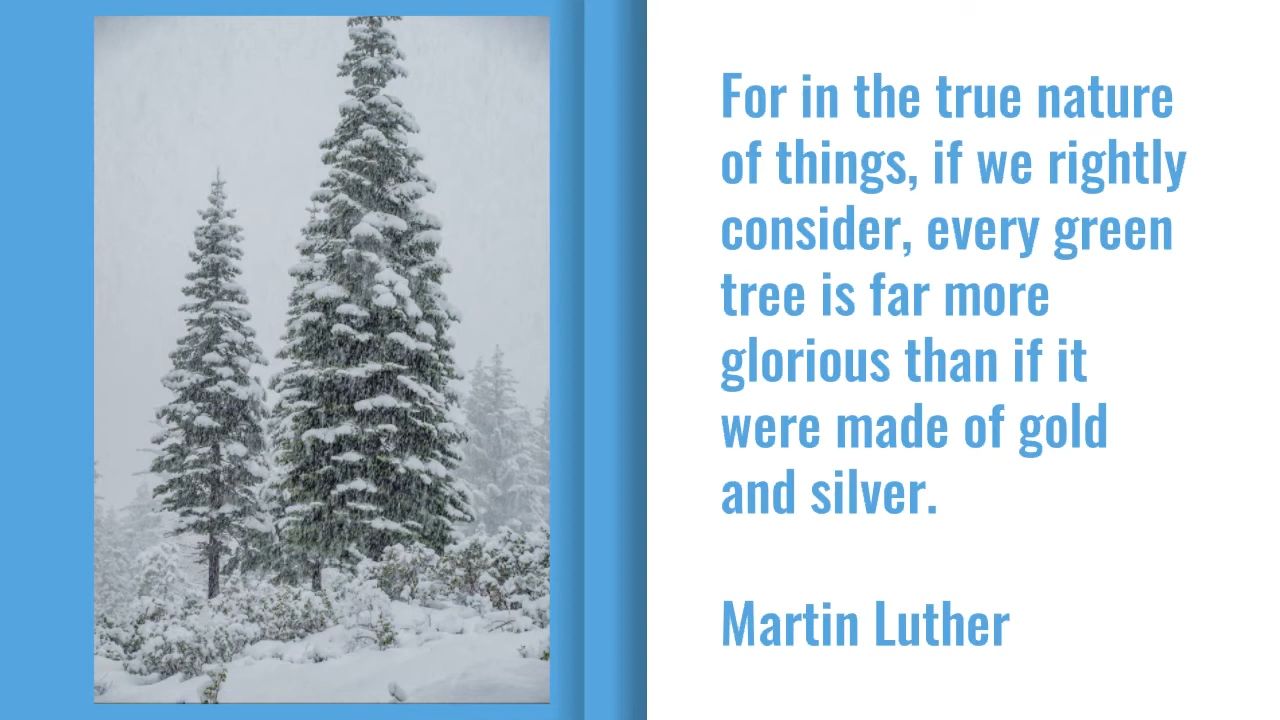 For in the true nature
of things, if we rightly
consider, every green
tree is far more
glorious than if it
were made of gold
and silver.
Martin Luther